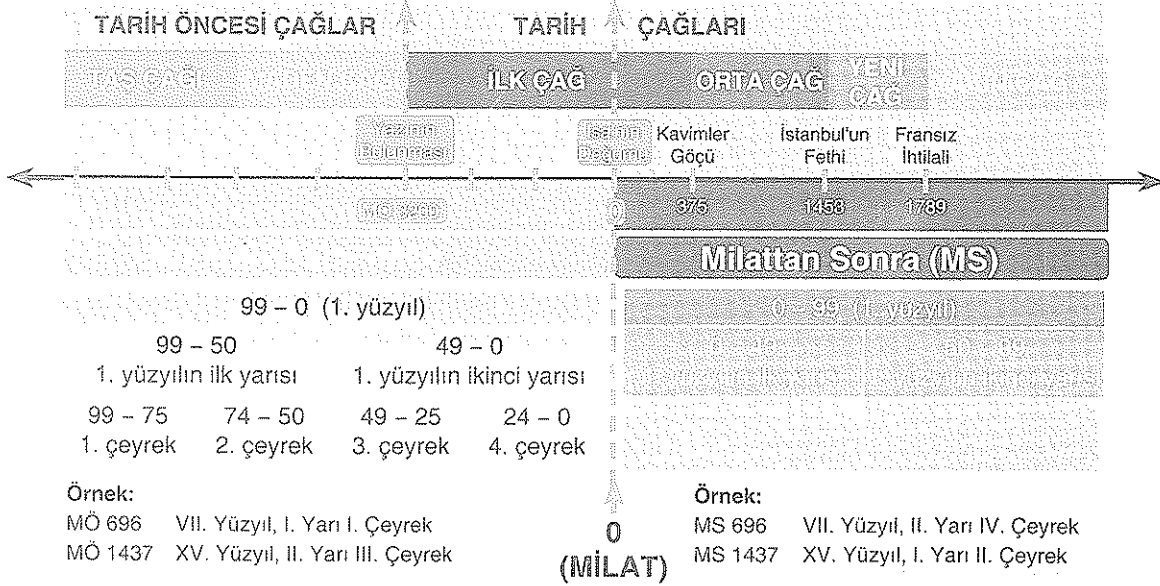 TARİH ÖNCESİ ÇAĞLAR
TARİH ÇAĞLARI
TAŞ ÇAĞI
İLK ÇAĞ
ORTA ÇAĞ
YENİ ÇAĞ
Yazının
Bulunması
İsa'nın
Doğumu
Kavimler
Göçü
İstanbul'un
Fethi
Fransız
İhtilali
MÖ 3200
0
375
1453
1789
Milattan Sonra (MS)
99 – 0 (1. yüzyıl)
0 – 99 (1. yüzyıl)
99 – 50
49 – 0
1. yüzyılın ilk yarısı
1. yüzyılın ikinci yarısı
99 – 75
74 – 50
49 – 25
24 – 0
1. çeyrek
2. çeyrek
3. çeyrek
4. çeyrek
Örnek:
MÖ 696 VII. Yüzyıl, I. Yarı I. Çeyrek
MÖ 1437 XV. Yüzyıl, II. Yarı III. Çeyrek
0
(MİLAT)
Örnek:
MS 696 VII. Yüzyıl, II. Yarı IV. Çeyrek
MS 1437 XV. Yüzyıl, I. Yarı II. Çeyrek